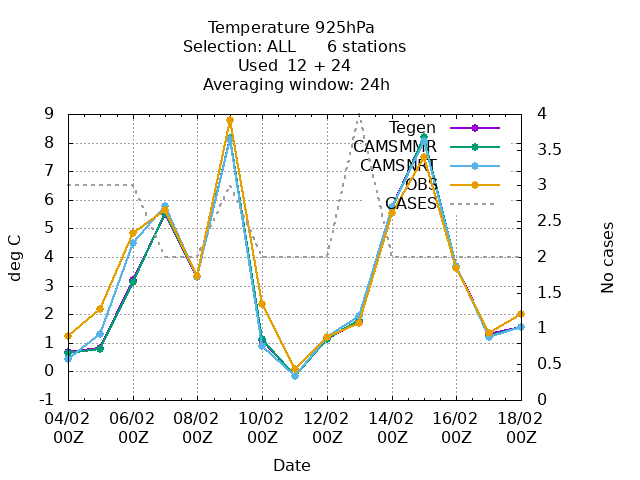 Temperature 925hPa
Selection: ALL 6 stations
Used 12 + 24
Averaging window: 24h
9
8
7
6
5
4
3
2
1
0
-1
deg C
4
3.5
3
2.5
2
1.5
1
0.5
0
No cases
Tegen
CAMSMMR
CAMSNRT
OBS
CASES
04/02 06/02 08/02 10/02 12/02 14/02 16/02 18/02
00Z 00Z 00Z 00Z 00Z 00Z 00Z 00Z
Date